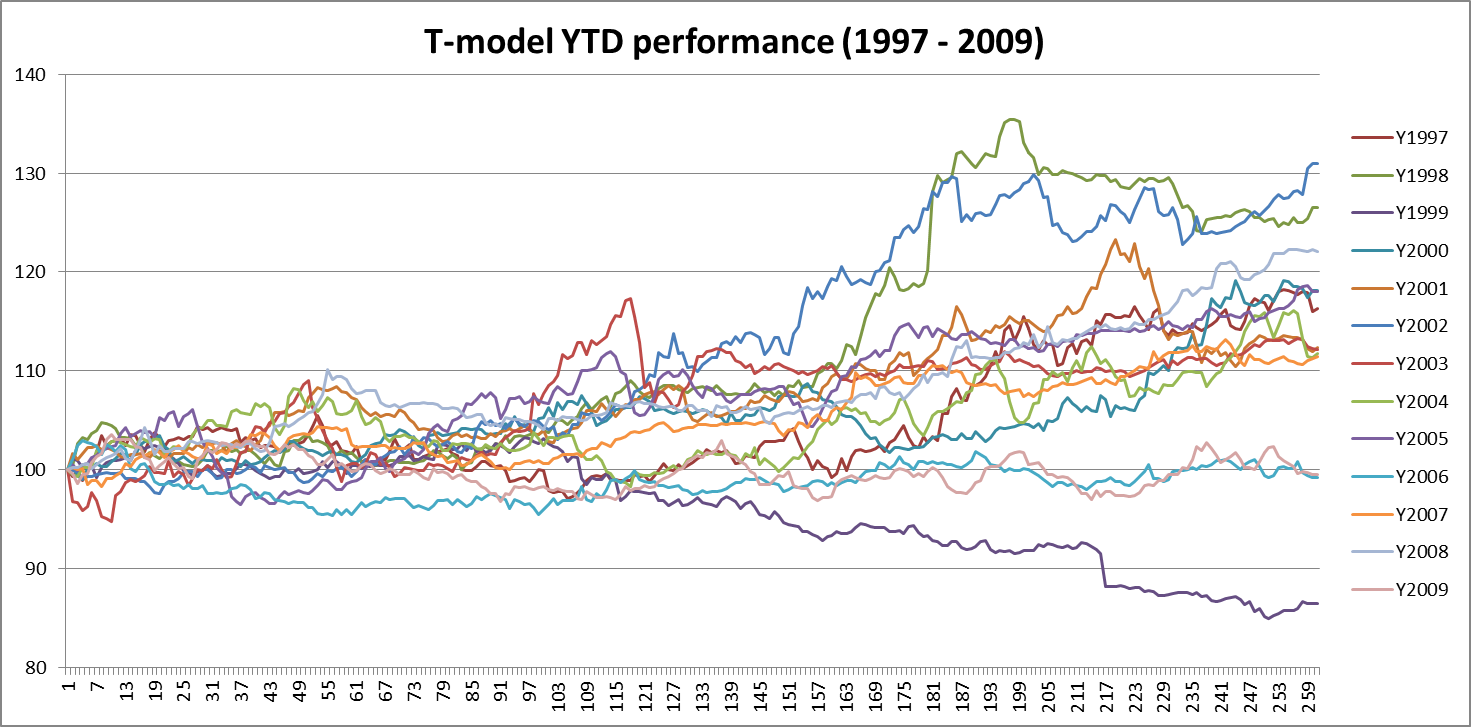 T-model YTD performance (1997 - 2009)
140
130
120
110
100
90
80
1 7 13 19 25 31 37 43 49 55 61 67 73 79 85 91 97 103 109 115 121 127 133 139 145 151 157 163 169 175 181 187 193 199 205 211 217 223 229 235 241 247 253 259
Y1997
Y1998
Y1999
Y2000
Y2001
Y2002
Y2003
Y2004
Y2005
Y2006
Y2007
Y2008
Y2009